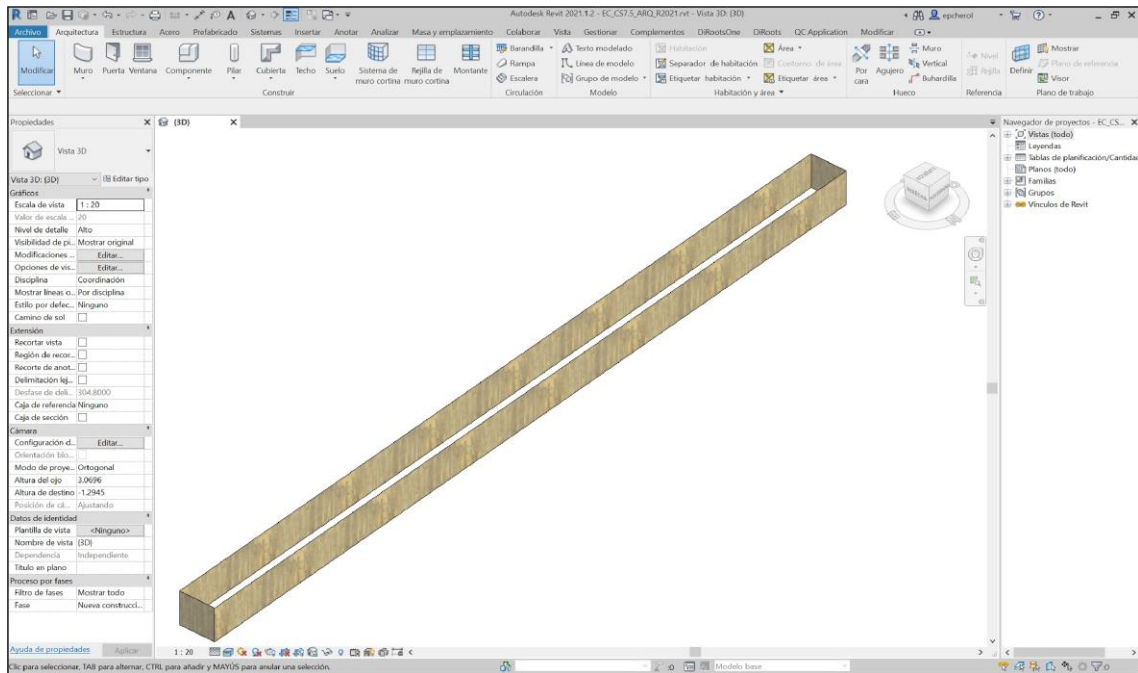 Autodesk Revit 2021.1.2 - EC_CS7.5_ARQ_R2021.rvt - Vista 3D: {3D}
epcherol
Archivo Arquitectura Estructura Acero Prefabricado Sistemas Insertar Anotar Analizar Masa y emplazamiento Colaborar Vista Gestionar Complementos DiRootsOne DiRoots QC Application Modificar
Modificar
Muro Puerta Ventana Componente Pilar Cubierta Techo Suelo
Sistema de muro cortina
Rejilla de muro cortina
Montante
Barandilla
Rampa
Escalera
Texto modelado
Línea de modelo
Grupo de modelo
Habitación
Separador de habitación
Etiquetar habitación
Área
Contorno de área
Etiquetar área
Por cara
Agujero
Muro
Vertical
Buhardilla
Nivel
Rejilla
Definir
Mostrar
Plano de referencia
Visor
Seleccionar
Construir
Circulación
Modelo
Habitación y área
Hueco
Referencia
Plano de trabajo
Propiedades
Vista 3D
Vista 3D: {3D}
Editar tipo
Gráficos
Escala de vista 1 : 20
Valor de escala ... 20
Nivel de detalle Alto
Visibilidad de pi... Mostrar original
Modificaciones ... Editar...
Opciones de vis... Editar...
Disciplina Coordinación
Mostrar líneas o... Por disciplina
Estilo por defec... Ninguno
Camino de sol
Extensión
Recortar vista
Región de recor...
Recorte de anot...
Delimitación lej...
Desfase de deli... 304.8000
Caja de referencia Ninguno
Caja de sección
Cámara
Configuración d... Editar...
Orientación blo...
Modo de proye... Ortogonal
Altura del ojo 3.0696
Altura de destino -1.2945
Posición de cá... Ajustando
Datos de identidad
Plantilla de vista <Ninguno>
Nombre de vista {3D}
Dependencia Independiente
Título en plano
Proceso por fases
Filtro de fases Mostrar todo
Fase Nueva construcci...
Ayuda de propiedades
Aplicar
{3D}
1 : 20
Navegador de proyectos - EC_CS...
Vistas (todo)
Leyendas
Tablas de planificación/Cantidad
Planos (todo)
Familias
Grupos
Vínculos de Revit
Clic para seleccionar, TAB para alternar, CTRL para añadir y MAYÚS para anular una selección.
:0
Modelo base
:0